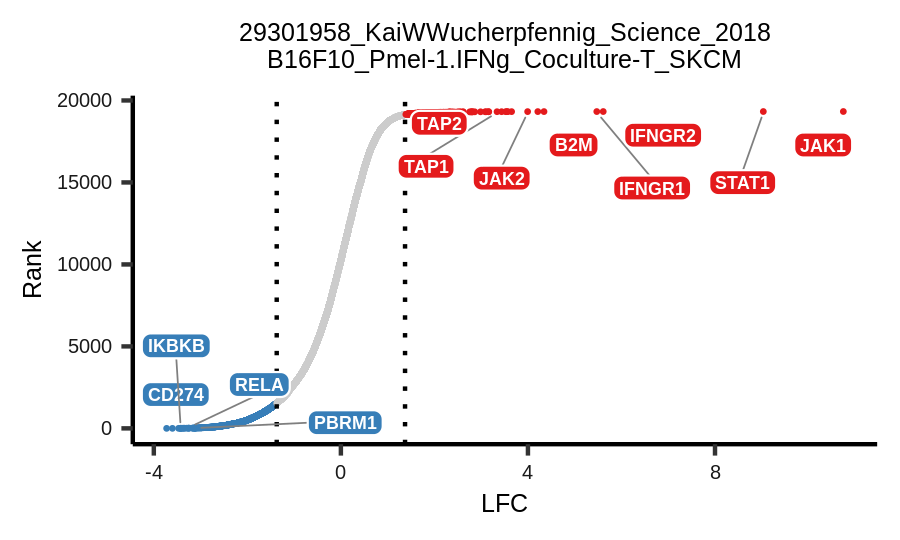 29301958_KaiWWucherpfennig_Science_2018
B16F10_Pmel-1.IFNg_Coculture-T_SKCM
Rank
20000
15000
10000
5000
0
TAP2
TAP1
JAK2
B2M
IFNGR2
IFNGR1
STAT1
JAK1
IKBKB
CD274
RELA
PBRM1
-4
0
4
8
LFC